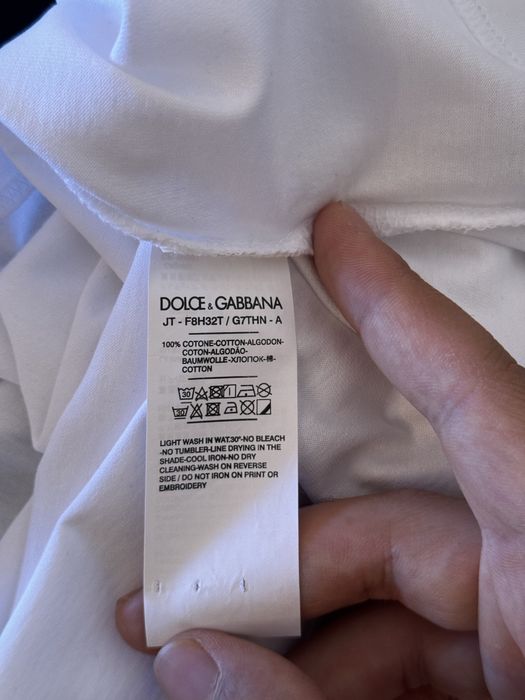 DOLCE & GABBANA
JT - F8H32T / G7THN - A
100% COTONE-COTTON-ALGODON-
COTON-ALGODÃO-
BAUMWOLLE-ХЛОПОК-棉-
COTTON
30
30
LIGHT WASH IN WAT.30°-NO BLEACH
-NO TUMBLER-LINE DRYING IN THE
SHADE-COOL IRON-NO DRY
CLEANING-WASH ON REVERSE
SIDE / DO NOT IRON ON PRINT OR
EMBROIDERY